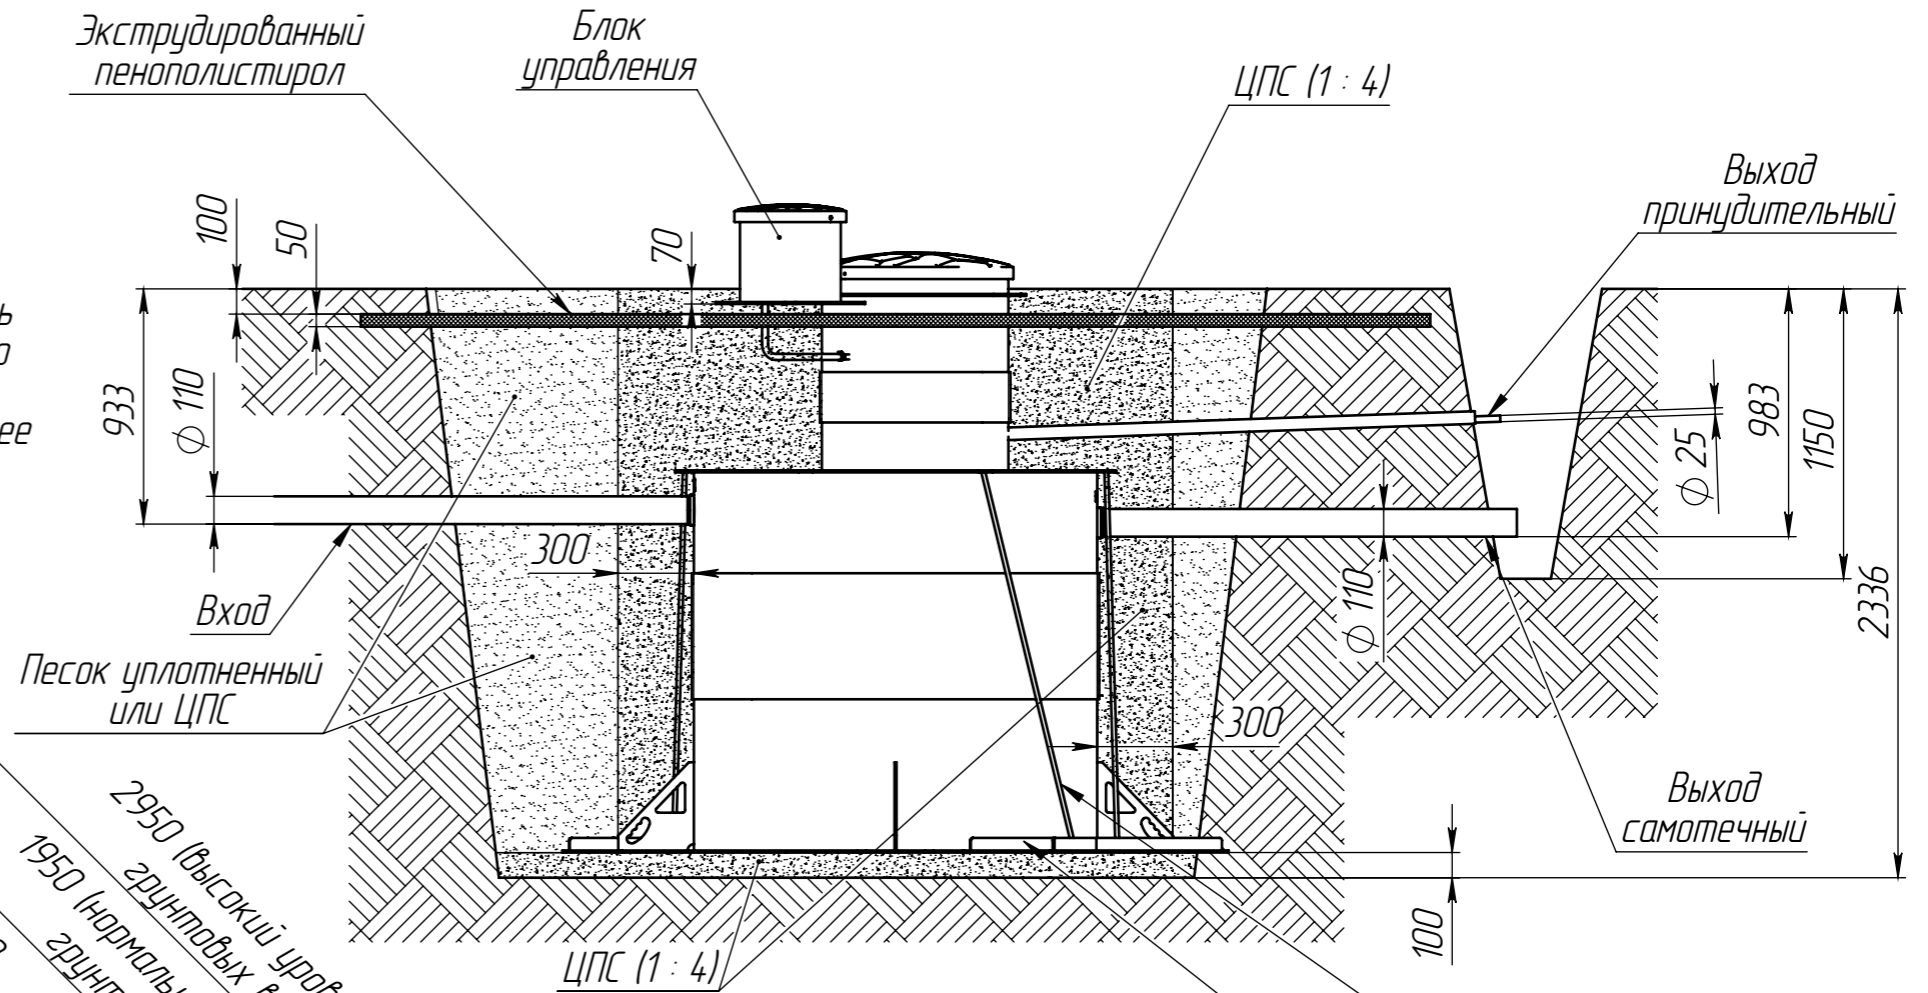 Экструдированный
пенополистирол
Блок
управления
ЦПС (1 : 4)
Выход
принудительный
100
50
70
933
⌀ 110
ее
983
1150
⌀ 25
2336
300
Вход
⌀ 110
Песок уплотненный
или ЦПС
300
Выход
самотечный
2950 (высокий уров
грунтовых в
1950 (нормаль
грунт
100
ЦПС (1 : 4)